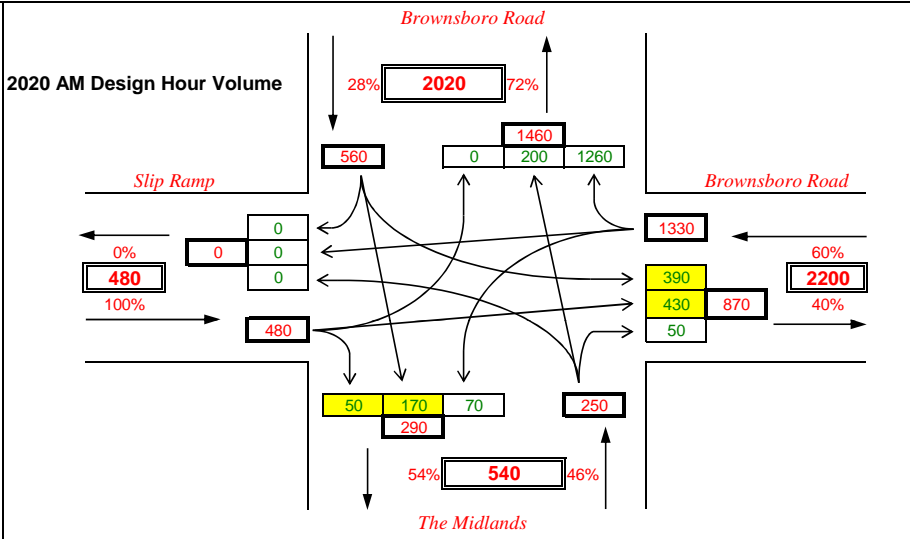 Brownsboro Road
2020 AM Design Hour Volume
28% 2020 72%
1460
560 0 200 1260
Slip Ramp Brownsboro Road
0 1330
0% 0 0 60%
480 0 390 2200
100% 430 870 40%
480 50
50 170 70 250
290
54% 540 46%
The Midlands